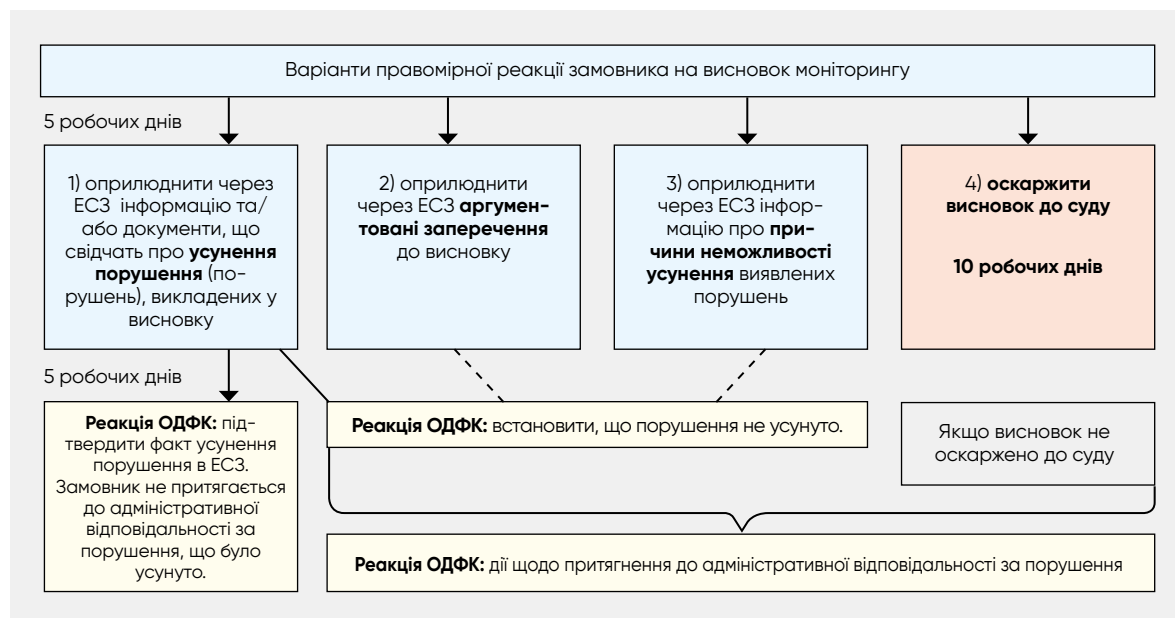 Варіанти правомірної реакції замовника на висновок моніторингу
5 робочих днів
1) оприлюднити через
ЕСЗ інформацію та/
або документи, що
свідчать про усунення
порушення (по-
рушень), викладених у
висновку
2) оприлюднити
через ЕСЗ аргумен-
товані заперечення
до висновку
3) оприлюднити
через ЕСЗ інфор-
мацію про при-
чини неможливості
усунення виявлених
порушень
4) оскаржити
висновок до суду
10 робочих днів
5 робочих днів
Реакція ОДФК: під-
твердити факт усунення
порушення в ЕСЗ.
Замовник не притягається
до адміністративної
відповідальності за
порушення, що було
усунуто.
Реакція ОДФК: встановити, що порушення не усунуто.
Якщо висновок не
оскаржено до суду
Реакція ОДФК: дії щодо притягнення до адміністративної відповідальності за порушення